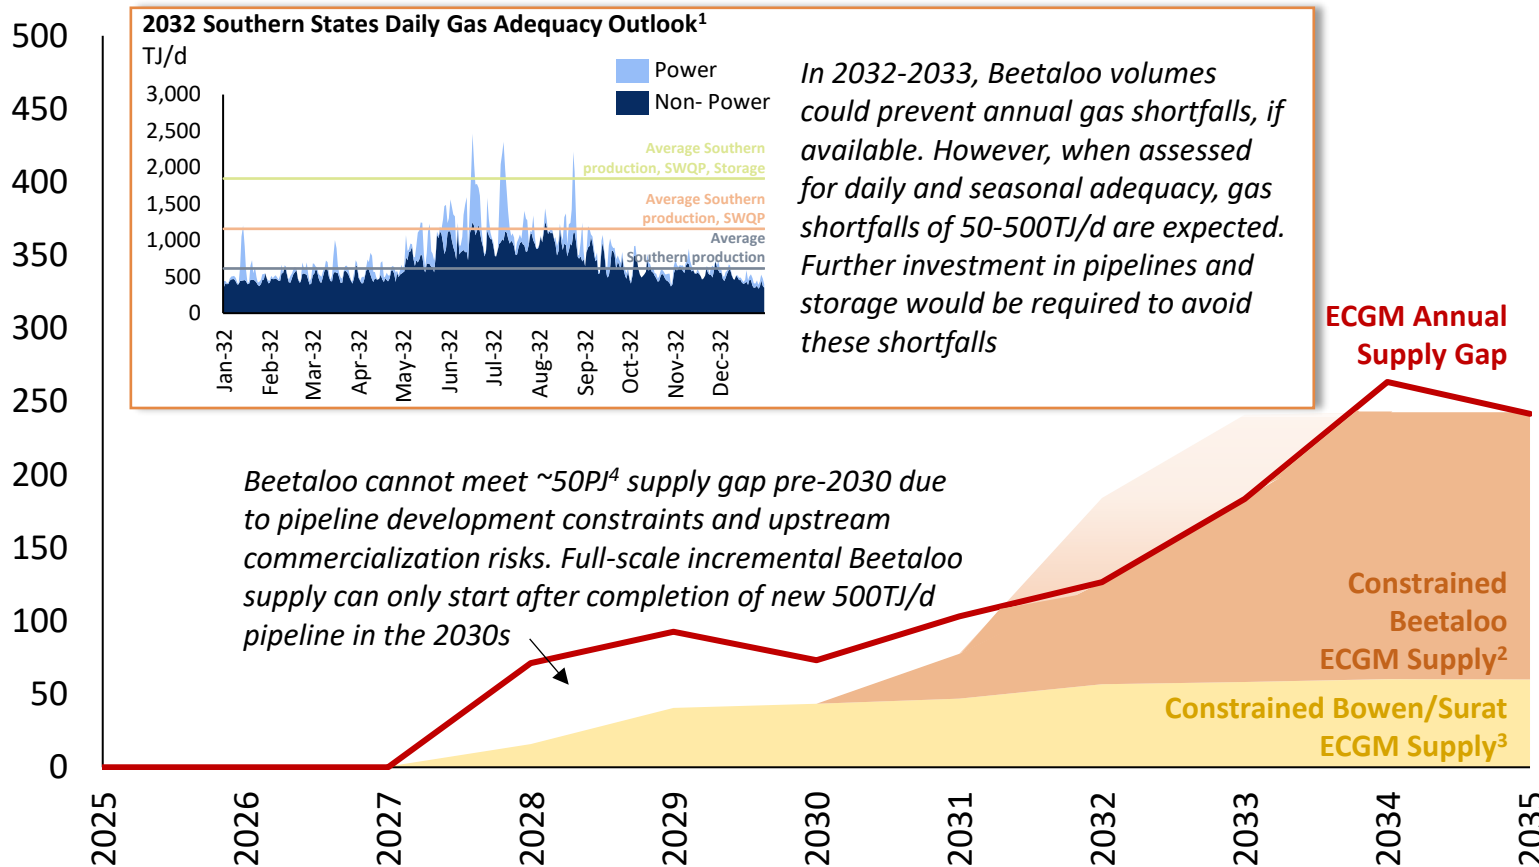 500
450
400
350
300
250
200
150
100
50
0
2032 Southern States Daily Gas Adequacy Outlook¹
TJ/d
3,000
2,500
2,000
1,500
1,000
500
0
Power
Non- Power
Average Southern
production, SWQP, Storage
Average Southern
production, SWQP
Average
Southern production
Jan-32
Feb-32
Mar-32
Apr-32
May-32
Jun-32
Jul-32
Aug-32
Sep-32
Oct-32
Nov-32
Dec-32
In 2032-2033, Beetaloo volumes
could prevent annual gas shortfalls, if
available. However, when assessed
for daily and seasonal adequacy, gas
shortfalls of 50-500TJ/d are expected.
Further investment in pipelines and
storage would be required to avoid
these shortfalls
ECGM Annual
Supply Gap
Beetaloo cannot meet ~50PJ⁴ supply gap pre-2030 due
to pipeline development constraints and upstream
commercialization risks. Full-scale incremental Beetaloo
supply can only start after completion of new 500TJ/d
pipeline in the 2030s
Constrained
Beetaloo
ECGM Supply²
Constrained Bowen/Surat
ECGM Supply³
2025
2026
2027
2028
2029
2030
2031
2032
2033
2034
2035